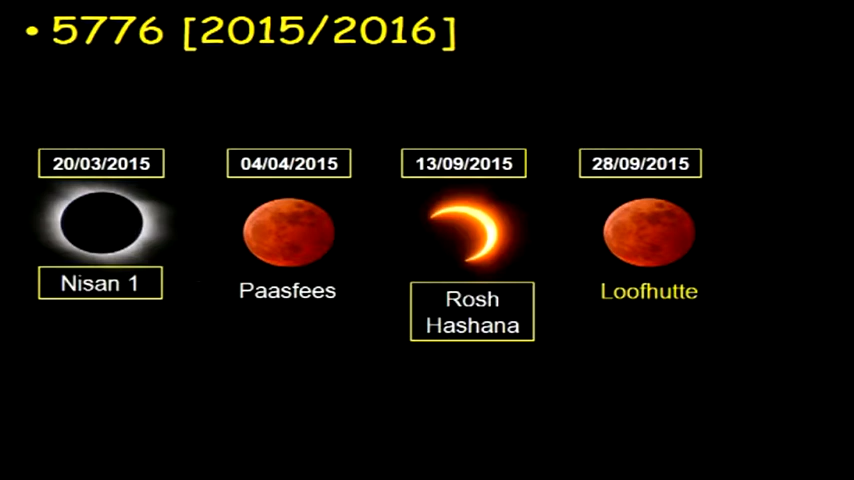 • 5776 [2015/2016]
20/03/2015 04/04/2015 13/09/2015 28/09/2015
Nisan 1 Paasfees Rosh Loofhutte
Hashana